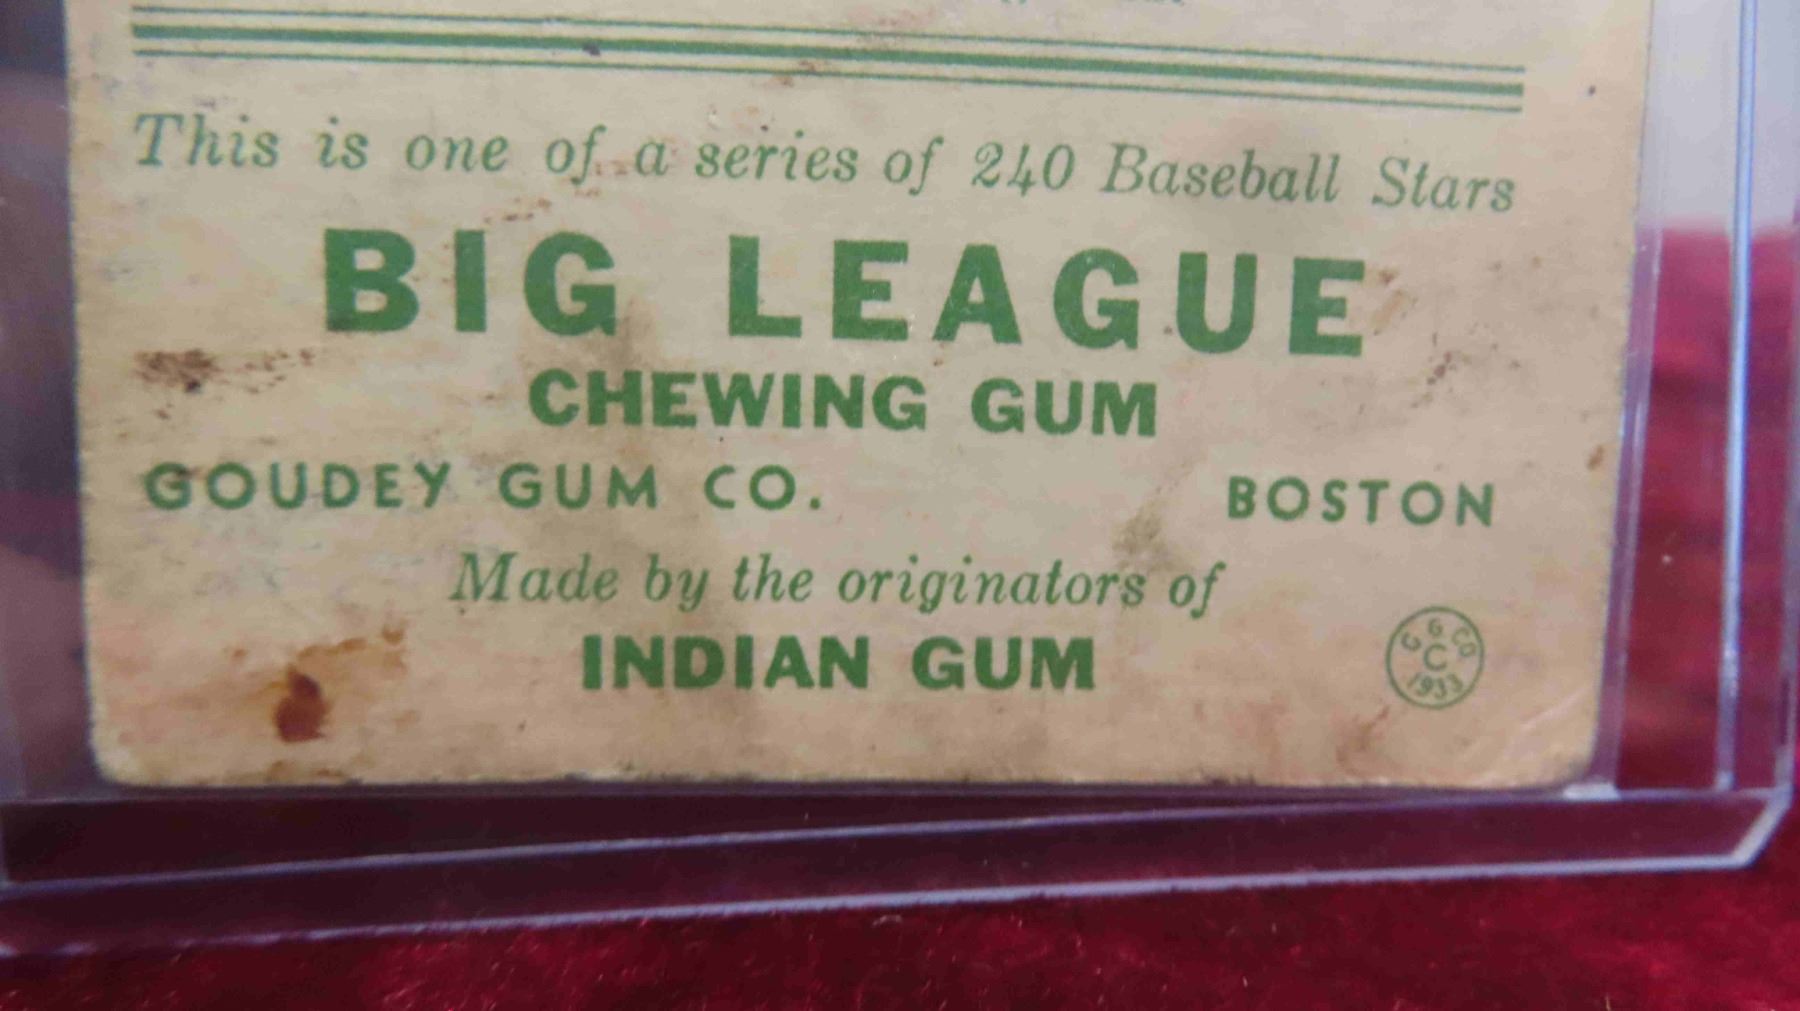 This is one of a series of 240 Baseball Stars
BIG LEAGUE
CHEWING GUM
GOUDEY GUM CO. BOSTON
Made by the originators of
INDIAN GUM
G. G. CO
C
1933